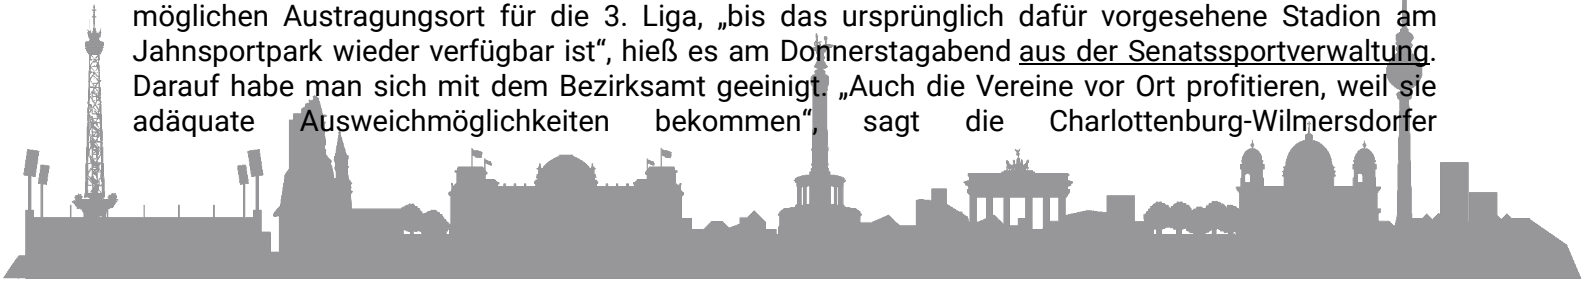 möglichen Austragungsort für die 3. Liga, „bis das ursprünglich dafür vorgesehene Stadion am
Jahnsportpark wieder verfügbar ist“, hieß es am Donnerstagabend aus der Senatssportverwaltung.
Darauf habe man sich mit dem Bezirksamt geeinigt. „Auch die Vereine vor Ort profitieren, weil sie
adäquate Ausweichmöglichkeiten bekommen“, sagt die Charlottenburg-Wilmersdorfer